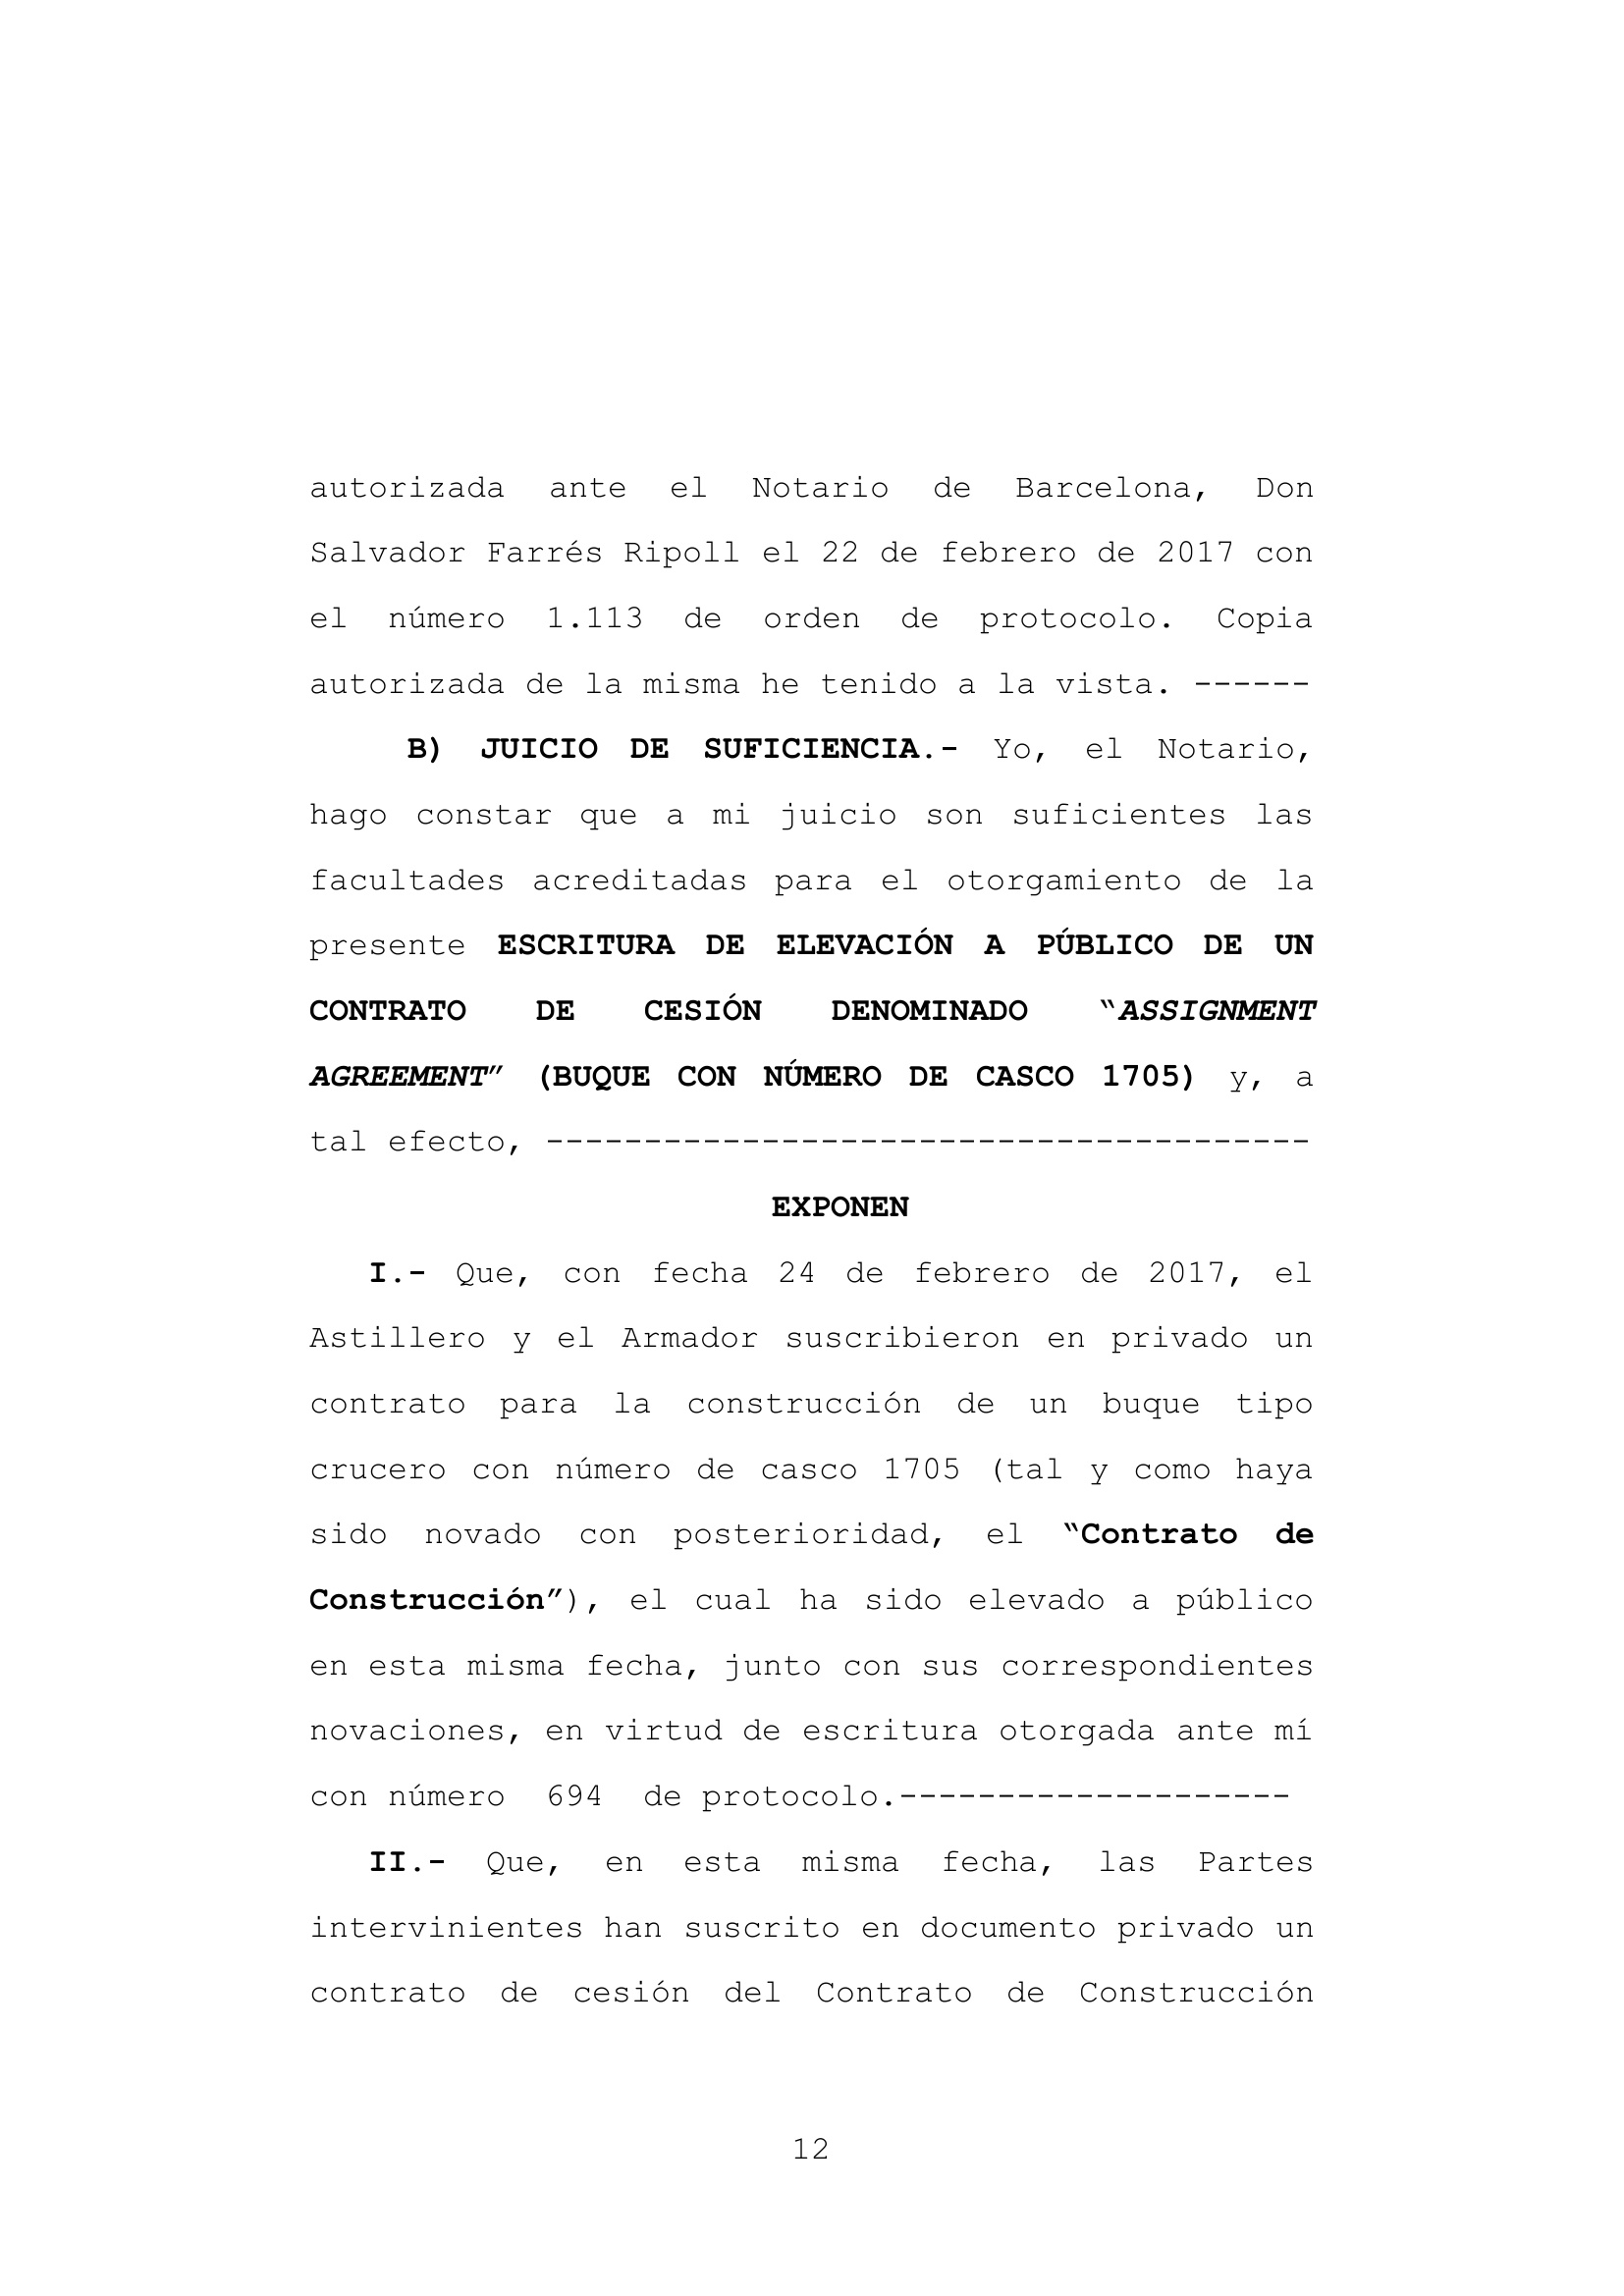 autorizada ante el Notario de Barcelona, Don
Salvador Farrés Ripoll el 22 de febrero de 2017 con
el número 1.113 de orden de protocolo. Copia
autorizada de la misma he tenido a la vista. ------
B) JUICIO DE SUFICIENCIA.- Yo, el Notario,
hago constar que a mi juicio son suficientes las
facultades acreditadas para el otorgamiento de la
presente ESCRITURA DE ELEVACIÓN A PÚBLICO DE UN
CONTRATO DE CESIÓN DENOMINADO “ASSIGNMENT
AGREEMENT” (BUQUE CON NÚMERO DE CASCO 1705) y, a
tal efecto, ---------------------------------------
EXPONEN
I.- Que, con fecha 24 de febrero de 2017, el
Astillero y el Armador suscribieron en privado un
contrato para la construcción de un buque tipo
crucero con número de casco 1705 (tal y como haya
sido novado con posterioridad, el “Contrato de
Construcción”), el cual ha sido elevado a público
en esta misma fecha, junto con sus correspondientes
novaciones, en virtud de escritura otorgada ante mí
con número 694 de protocolo.--------------------
II.- Que, en esta misma fecha, las Partes
intervinientes han suscrito en documento privado un
contrato de cesión del Contrato de Construcción
12